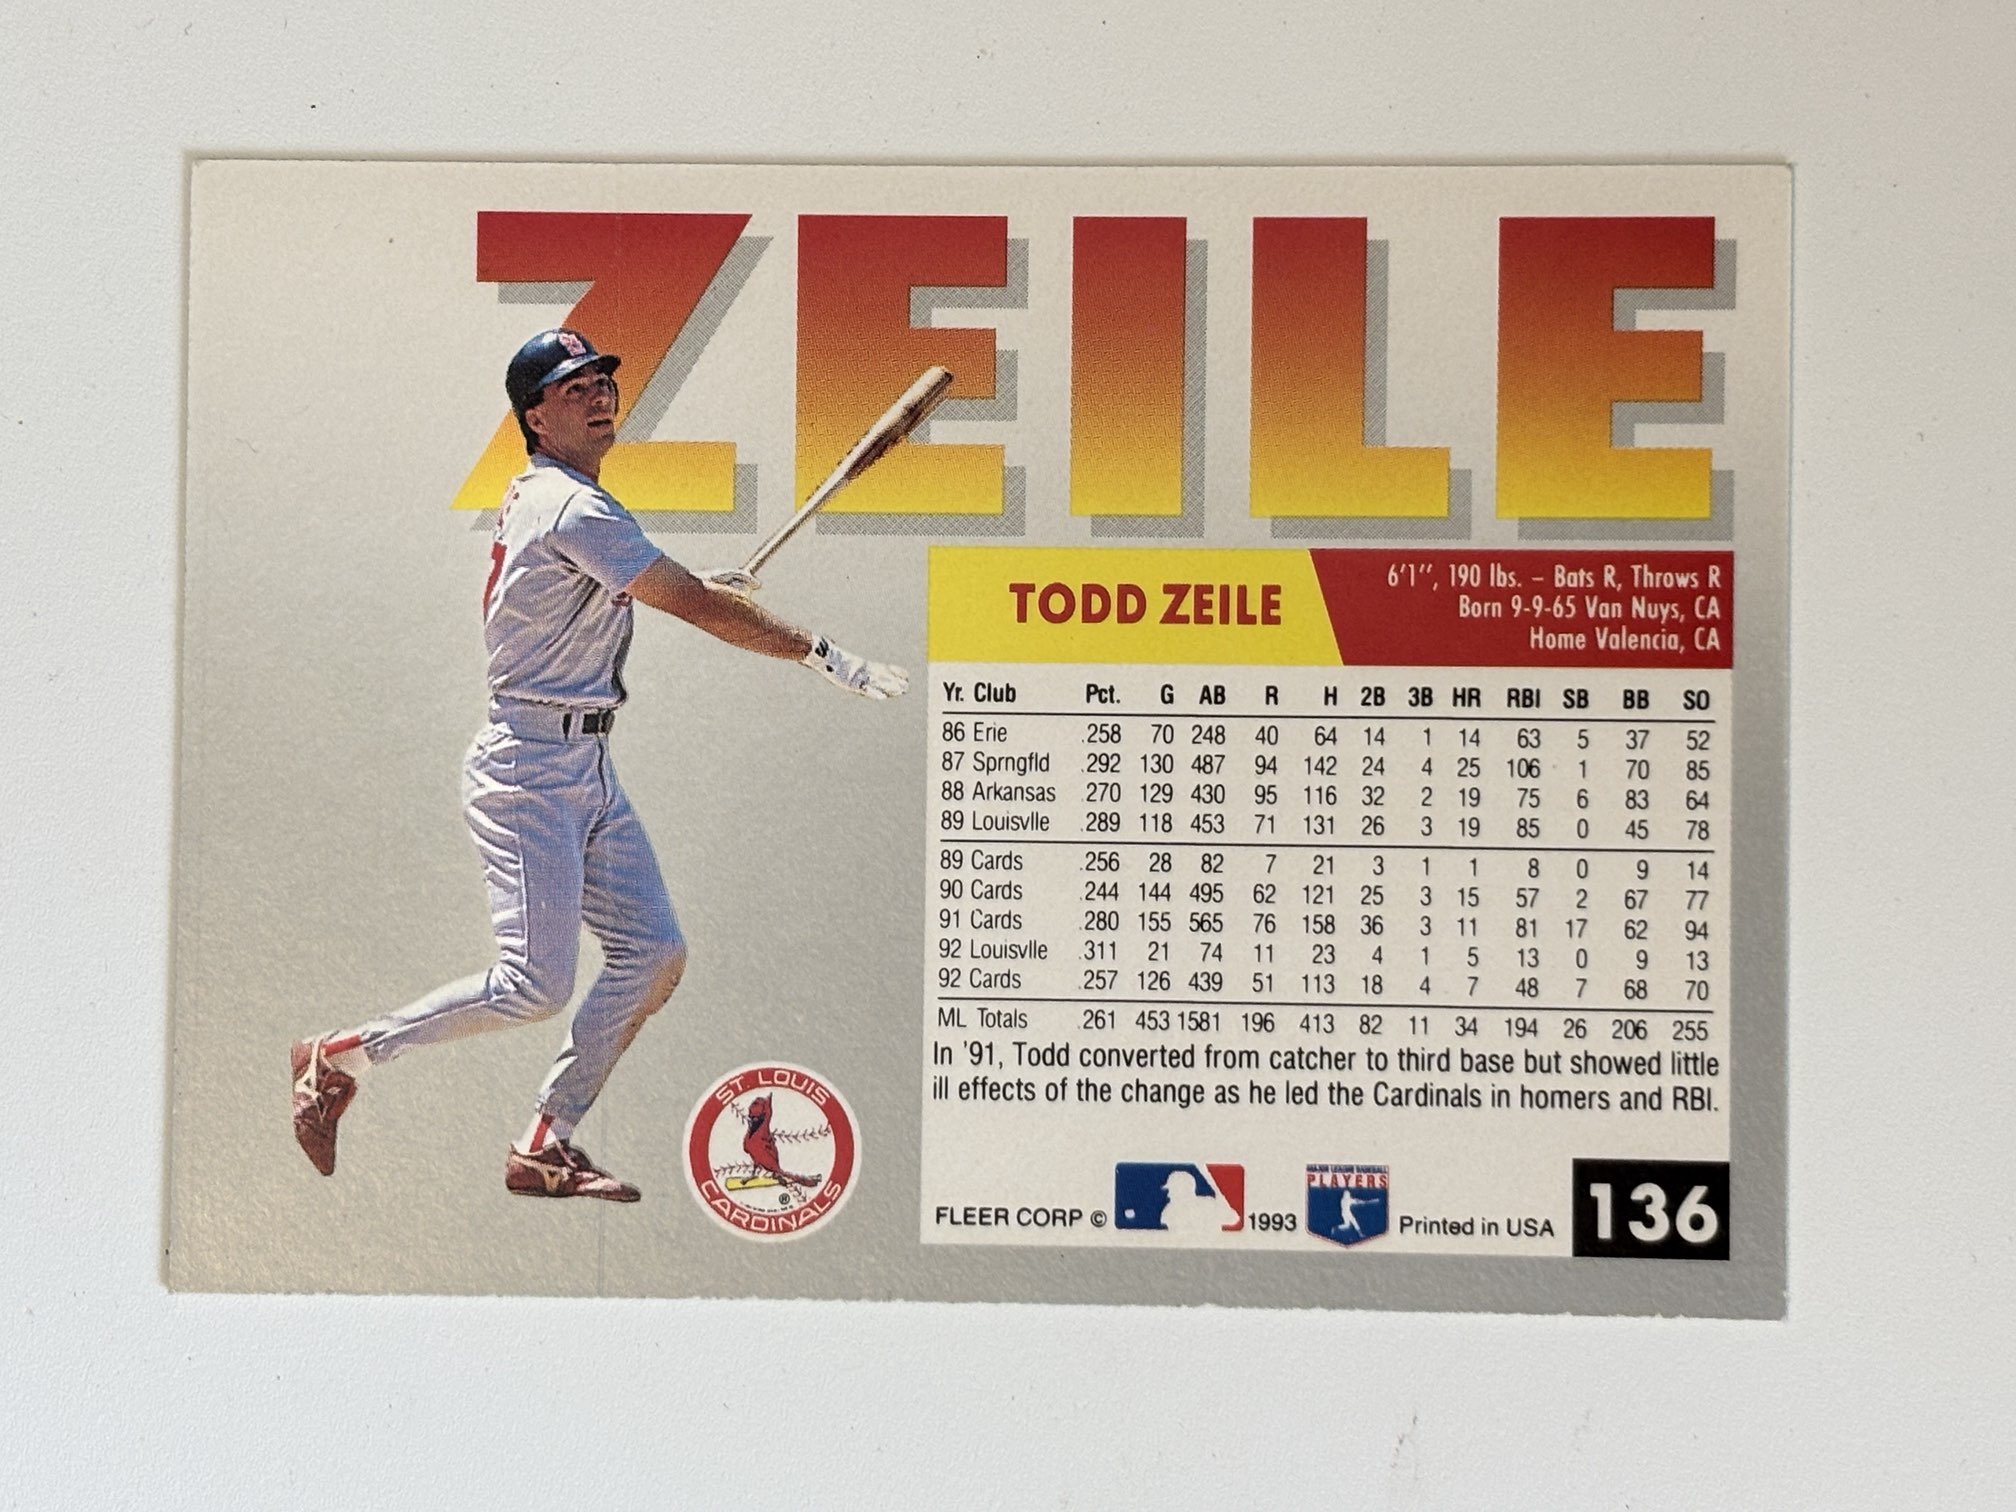 ZEILE
TODD ZEILE
6'1", 190 lbs. – Bats R, Throws R
Born 9-9-65 Van Nuys, CA
Home Valencia, CA
Yr. Club Pct. G AB R H 2B 3B HR RBI SB BB SO
86 Erie .258 70 248 40 64 14 1 14 63 5 37 52
87 Sprngfld .292 130 487 94 142 24 4 25 106 1 70 85
88 Arkansas .270 129 430 95 116 32 2 19 75 6 83 64
89 Louisvlle .289 118 453 71 131 26 3 19 85 0 45 78
89 Cards .256 28 82 7 21 3 1 1 8 0 9 14
90 Cards .244 144 495 62 121 25 3 15 57 2 67 77
91 Cards .280 155 565 76 158 36 3 11 81 17 62 94
92 Louisvlle .311 21 74 11 23 4 1 5 13 0 9 13
92 Cards .257 126 439 51 113 18 4 7 48 7 68 70
ML Totals .261 453 1581 196 413 82 11 34 194 26 206 255
In '91, Todd converted from catcher to third base but showed little
ill effects of the change as he led the Cardinals in homers and RBI.
ST. LOUIS
CARDINALS
®
FLEER CORP © 1993
MAJOR LEAGUE BASEBALL
PLAYERS
Printed in USA
136